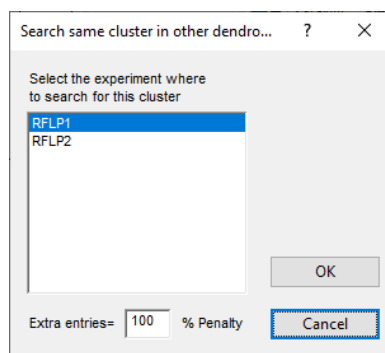 Search same cluster in other dendro... ? ×
Select the experiment where
to search for this cluster
RFLP1
RFLP2
OK
Extra entries= 100 % Penalty
Cancel